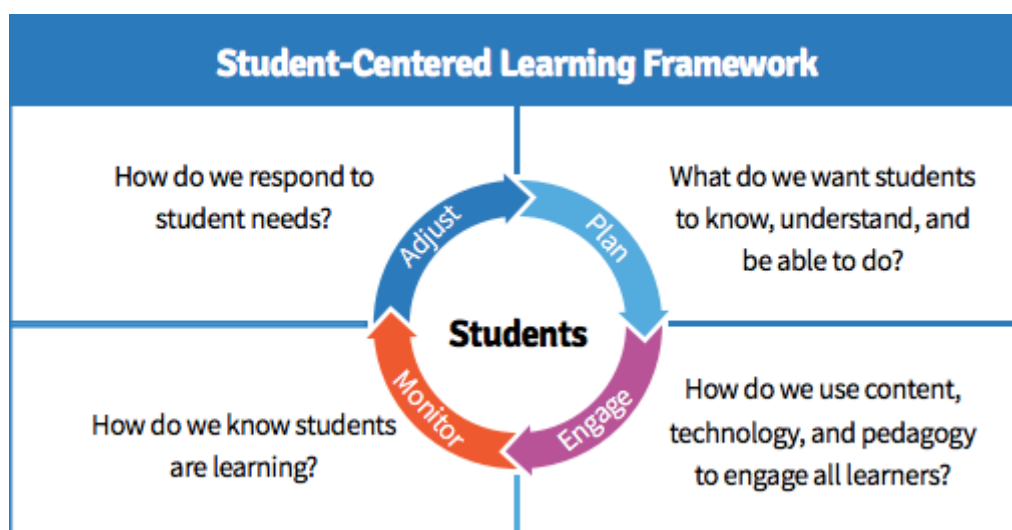 Student-Centered Learning Framework
How do we respond to
student needs?
What do we want students
to know, understand, and
be able to do?
Adjust
Plan
Students
Monitor
Engage
How do we know students
are learning?
How do we use content,
technology, and pedagogy
to engage all learners?